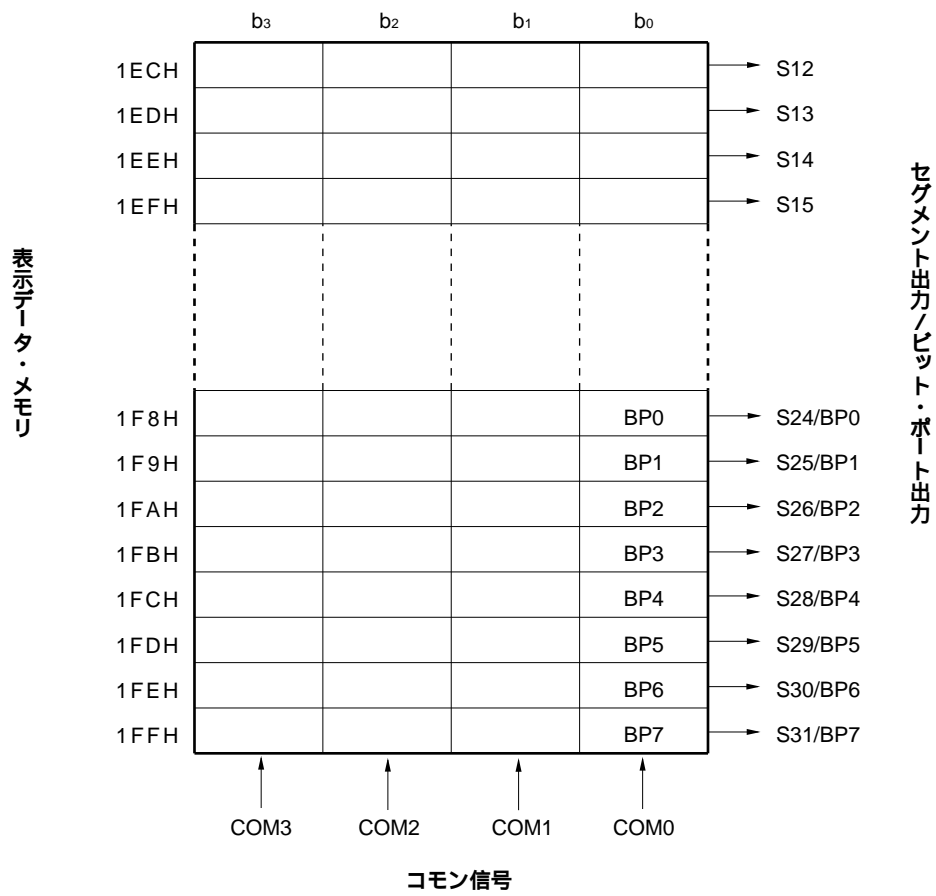 b3 b2 b1 b0
1ECH S12
1EDH S13
1EEH S14
1EFH S15
表示データ・メモリ
セグメント出力/ビット・ポート出力
1F8H BP0 S24/BP0
1F9H BP1 S25/BP1
1FAH BP2 S26/BP2
1FBH BP3 S27/BP3
1FCH BP4 S28/BP4
1FDH BP5 S29/BP5
1FEH BP6 S30/BP6
1FFH BP7 S31/BP7
COM3 COM2 COM1 COM0
コモン信号